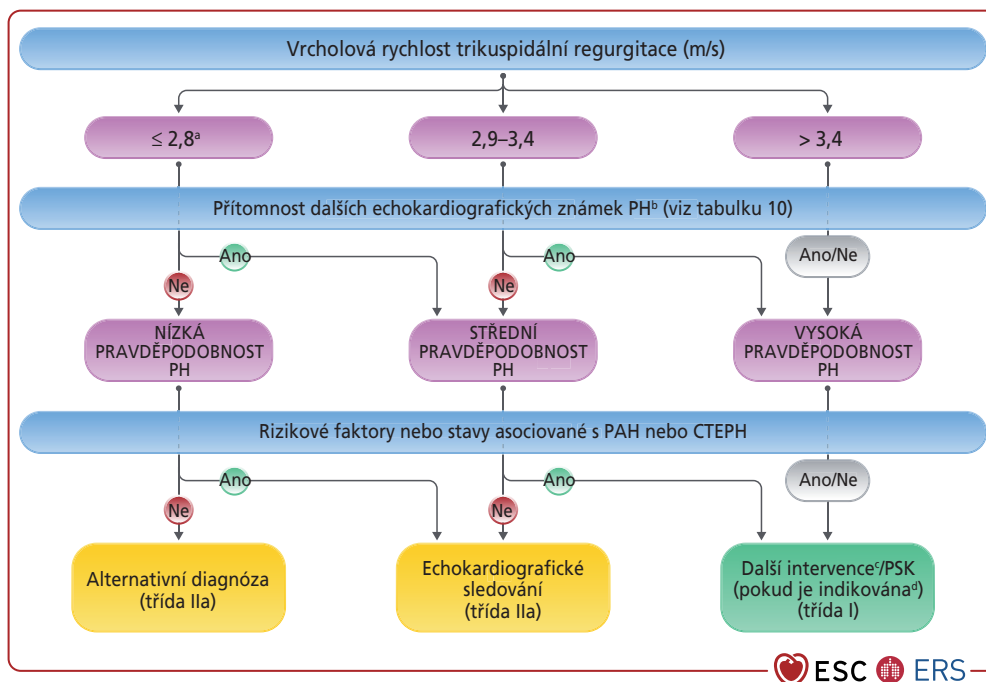 Vrcholová rychlost trikuspidální regurgitace (m/s)
≤ 2,8ᵃ
2,9–3,4
> 3,4
Přítomnost dalších echokardiografických známek PHᵇ (viz tabulku 10)
Ano
Ano
Ano/Ne
Ne
Ne
NÍZKÁ
PRAVDĚPODOBNOST
PH
STŘEDNÍ
PRAVDĚPODOBNOST
PH
VYSOKÁ
PRAVDĚPODOBNOST
PH
Rizikové faktory nebo stavy asociované s PAH nebo CTEPH
Ano
Ano
Ano/Ne
Ne
Ne
Alternativní diagnóza
(třída IIa)
Echokardiografické
sledování
(třída IIa)
Další intervenceᶜ/PSK
(pokud je indikovánaᵈ)
(třída I)
ESC ERS